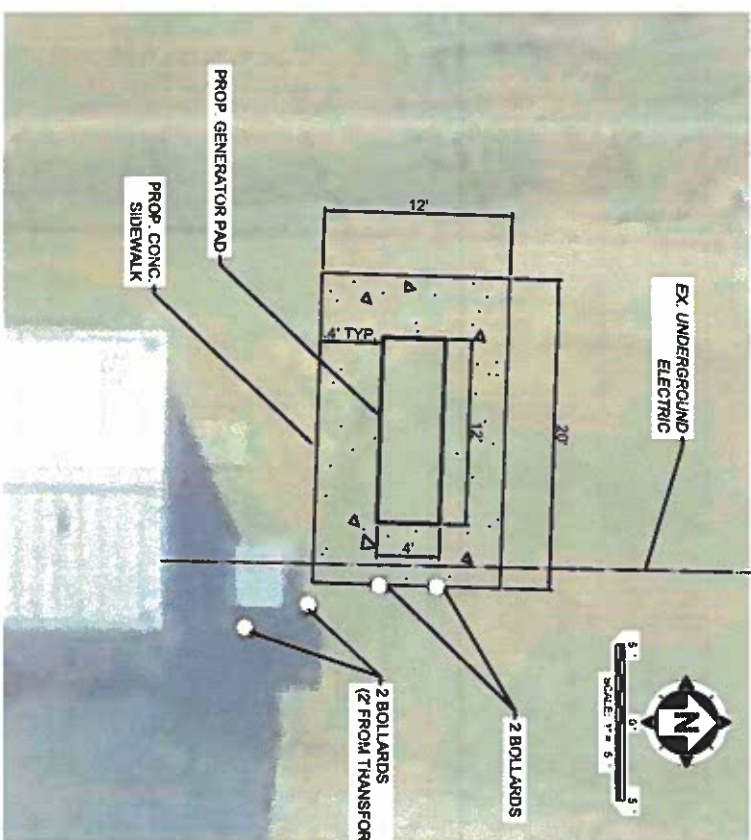 PROP. GENERATOR PAD
PROP. CONC.
SIDEWALK
12'
4' TYP.
EX. UNDERGROUND
ELECTRIC
20'
12'
4'
2 BOLLARDS
(2' FROM TRANSFOR
2 BOLLARDS
N
5'
0'
5'
SCALE: 1" = 5'